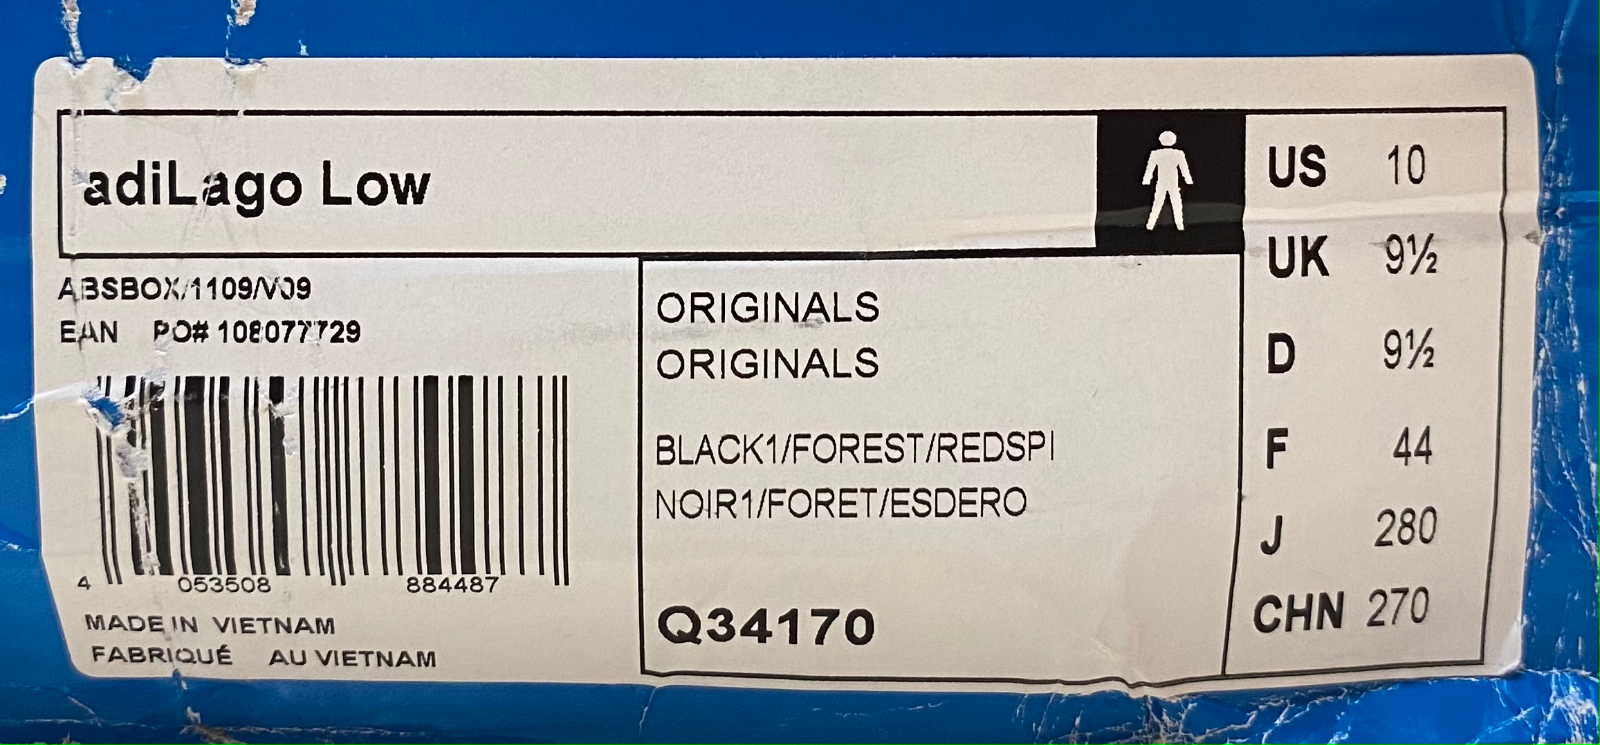 adiLago Low
US 10
UK 9½
D 9½
F 44
J 280
CHN 270
ABSBOX/1109/V09
EAN PO# 108077729
4 053508 884487
MADE IN VIETNAM
FABRIQUÉ AU VIETNAM
ORIGINALS
ORIGINALS
BLACK1/FOREST/REDSPI
NOIR1/FORET/ESDERO
Q34170